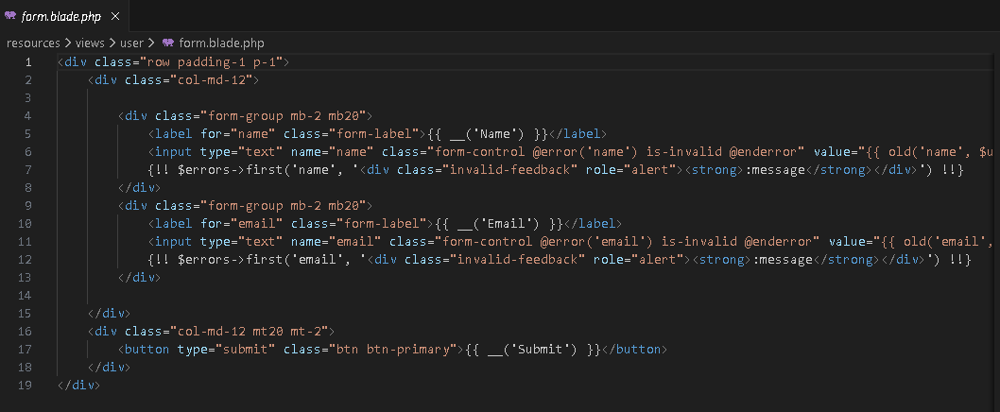 form.blade.php ×
resources > views > user > form.blade.php
1 <div class="row padding-1 p-1">
2 <div class="col-md-12">
3
4 <div class="form-group mb-2 mb20">
5 <label for="name" class="form-label">{{ __('Name') }}</label>
6 <input type="text" name="name" class="form-control @error('name') is-invalid @enderror" value="{{ old('name', $u
7 {!! $errors->first('name', '<div class="invalid-feedback" role="alert"><strong>:message</strong></div>') !!}
8 </div>
9 <div class="form-group mb-2 mb20">
10 <label for="email" class="form-label">{{ __('Email') }}</label>
11 <input type="text" name="email" class="form-control @error('email') is-invalid @enderror" value="{{ old('email',
12 {!! $errors->first('email', '<div class="invalid-feedback" role="alert"><strong>:message</strong></div>') !!}
13 </div>
14
15 </div>
16 <div class="col-md-12 mt20 mt-2">
17 <button type="submit" class="btn btn-primary">{{ __('Submit') }}</button>
18 </div>
19 </div>